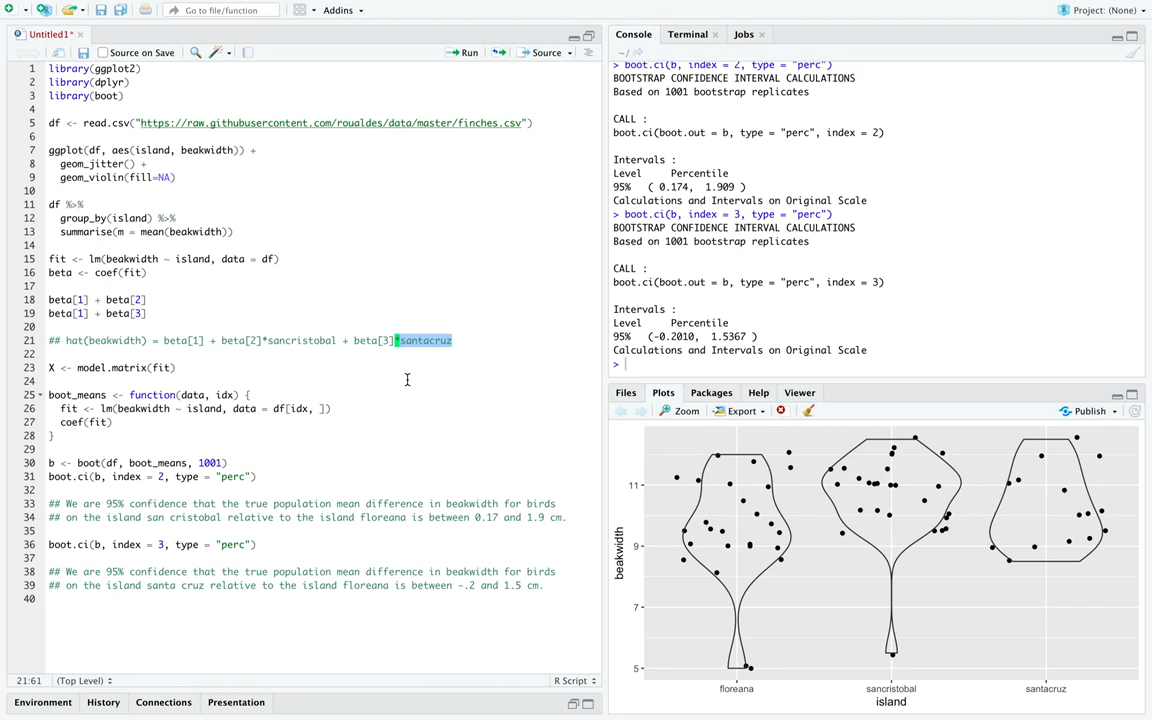 Go to file/function
Addins
Project: (None)
Untitled1*
Source on Save
Run
Source
1 library(ggplot2)
2 library(dplyr)
3 library(boot)
4
5 df <- read.csv("https://raw.githubusercontent.com/roualdes/data/master/finches.csv")
6
7 ggplot(df, aes(island, beakwidth)) +
8 geom_jitter() +
9 geom_violin(fill=NA)
10
11 df %>%
12 group_by(island) %>%
13 summarise(m = mean(beakwidth))
14
15 fit <- lm(beakwidth ~ island, data = df)
16 beta <- coef(fit)
17
18 beta[1] + beta[2]
19 beta[1] + beta[3]
20
21 ## hat(beakwidth) = beta[1] + beta[2]*sancristobal + beta[3]*santacruz
22
23 X <- model.matrix(fit)
24
25 boot_means <- function(data, idx) {
26 fit <- lm(beakwidth ~ island, data = df[idx, ])
27 coef(fit)
28 }
29
30 b <- boot(df, boot_means, 1001)
31 boot.ci(b, index = 2, type = "perc")
32
33 ## We are 95% confidence that the true population mean difference in beakwidth for birds
34 ## on the island san cristobal relative to the island floreana is between 0.17 and 1.9 cm.
35
36 boot.ci(b, index = 3, type = "perc")
37
38 ## We are 95% confidence that the true population mean difference in beakwidth for birds
39 ## on the island santa cruz relative to the island floreana is between -.2 and 1.5 cm.
40
21:61 (Top Level) R Script
Environment History Connections Presentation
Console Terminal Jobs
~/
> boot.ci(b, index = 2, type = "perc")
BOOTSTRAP CONFIDENCE INTERVAL CALCULATIONS
Based on 1001 bootstrap replicates
CALL :
boot.ci(boot.out = b, type = "perc", index = 2)
Intervals :
Level Percentile
95% ( 0.174, 1.909 )
Calculations and Intervals on Original Scale
> boot.ci(b, index = 3, type = "perc")
BOOTSTRAP CONFIDENCE INTERVAL CALCULATIONS
Based on 1001 bootstrap replicates
CALL :
boot.ci(boot.out = b, type = "perc", index = 3)
Intervals :
Level Percentile
95% (-0.2010, 1.5367 )
Calculations and Intervals on Original Scale
>
Files Plots Packages Help Viewer
Zoom Export Publish
11
9
7
5
beakwidth
floreana sancristobal santacruz
island